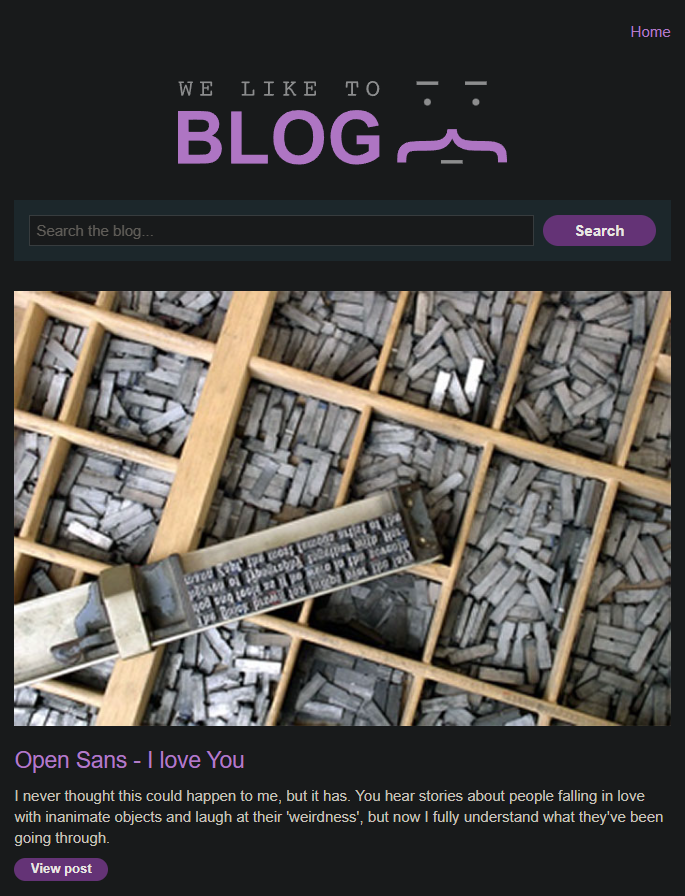 Home
WE LIKE TO
BLOG
Search the blog...
Search
Open Sans - I love You
I never thought this could happen to me, but it has. You hear stories about people falling in love
with inanimate objects and laugh at their 'weirdness', but now I fully understand what they've been
going through.
View post